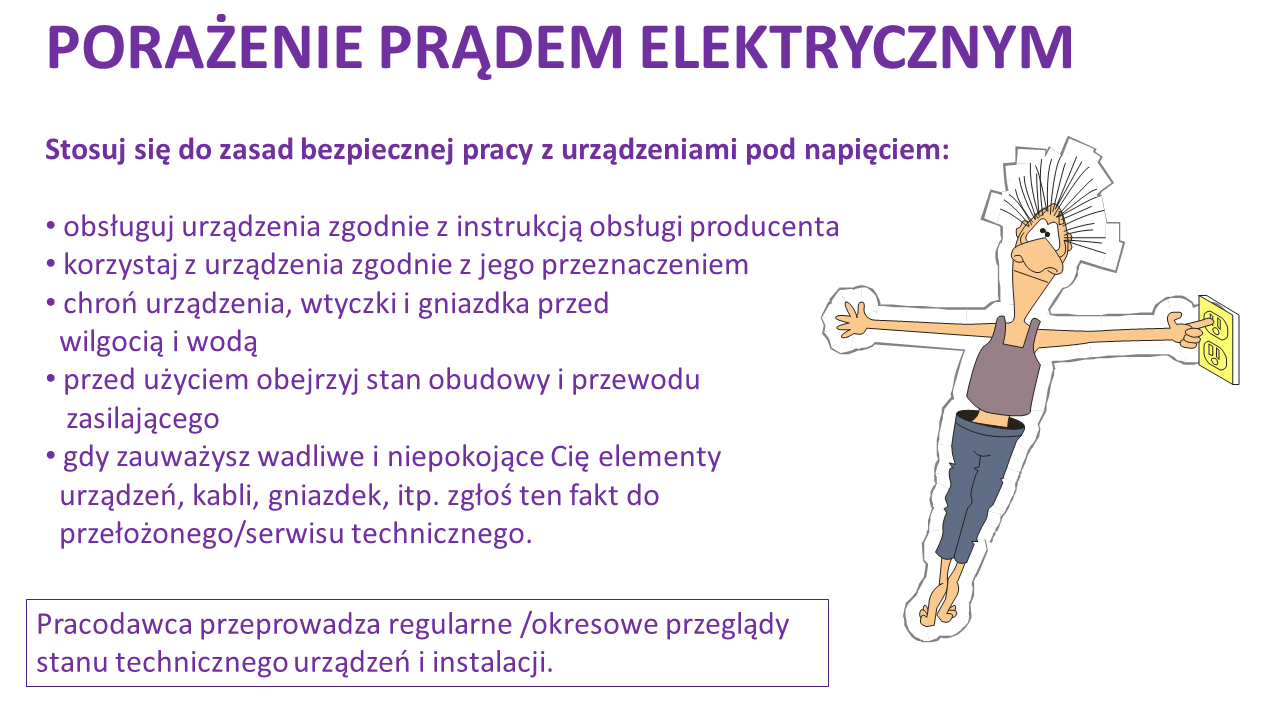 PORAŻENIE PRĄDEM ELEKTRYCZNYM
Stosuj się do zasad bezpiecznej pracy z urządzeniami pod napięciem:
• obsługuj urządzenia zgodnie z instrukcją obsługi producenta
• korzystaj z urządzenia zgodnie z jego przeznaczeniem
• chroń urządzenia, wtyczki i gniazdka przed
wilgocią i wodą
• przed użyciem obejrzyj stan obudowy i przewodu
zasilającego
• gdy zauważysz wadliwe i niepokojące Cię elementy
urządzeń, kabli, gniazdek, itp. zgłoś ten fakt do
przełożonego/serwisu technicznego.
Pracodawca przeprowadza regularne /okresowe przeglądy
stanu technicznego urządzeń i instalacji.